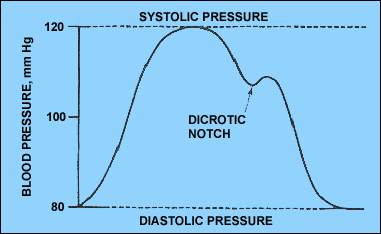 SYSTOLIC PRESSURE
120
100
80
BLOOD PRESSURE, mm Hg
DICROTIC
NOTCH
DIASTOLIC PRESSURE